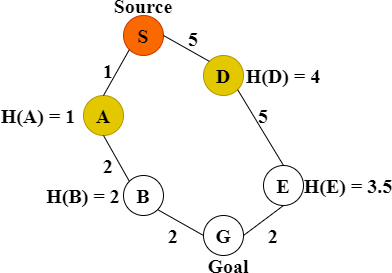 Source
S
5
D
H(D) = 4
1
H(A) = 1
A
5
2
H(B) = 2
B
E
H(E) = 3.5
2
G
2
Goal